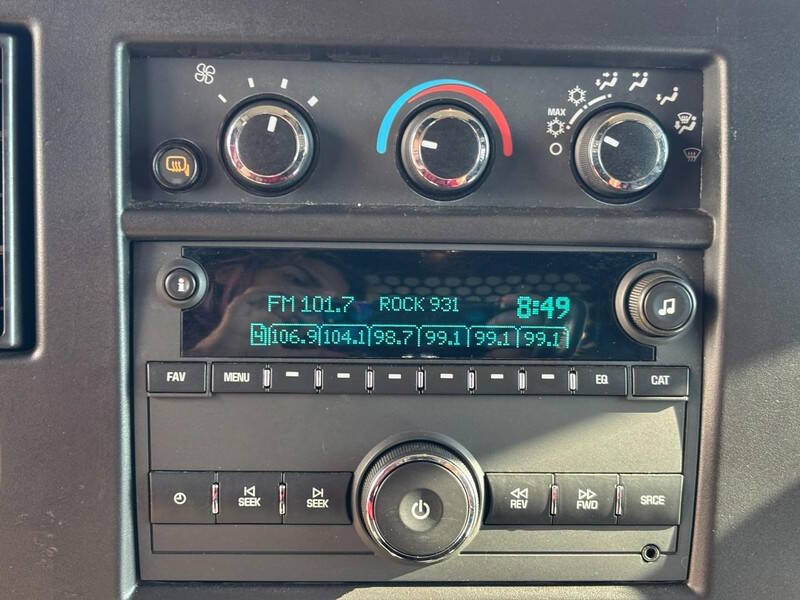 MAX
FM 101.7 ROCK 931 8:49
4 106.9 104.1 98.7 99.1 99.1 99.1
FAV MENU EQ CAT
SEEK SEEK REV FWD SRCE